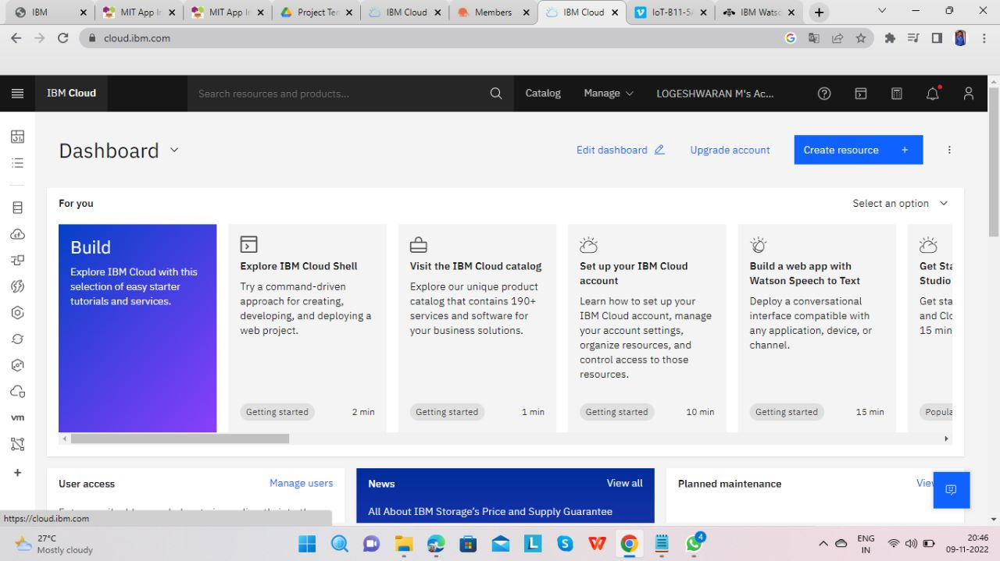 IBM
MIT App In
MIT App In
Project Ter
IBM Cloud
Members
IBM Cloud
IoT-B11-5A
IBM Watso
cloud.ibm.com
IBM Cloud
Search resources and products...
Catalog
Manage
LOGESHWARAN M's Ac...
Dashboard
Edit dashboard
Upgrade account
Create resource +
For you
Select an option
Build
Explore IBM Cloud with this
selection of easy starter
tutorials and services.
Explore IBM Cloud Shell
Try a command-driven
approach for creating,
developing, and deploying a
web project.
Getting started
2 min
Visit the IBM Cloud catalog
Explore our unique product
catalog that contains 190+
services and software for
your business solutions.
Getting started
1 min
Set up your IBM Cloud
account
Learn how to set up your
IBM Cloud account, manage
your account settings,
organize resources, and
control access to those
resources.
Getting started
10 min
Build a web app with
Watson Speech to Text
Deploy a conversational
interface compatible with
any application, device, or
channel.
Getting started
15 min
Get Sta
Studio
Get sta
and Clo
15 min
Popula
vm
User access
Manage users
News
View all
All About IBM Storage's Price and Supply Guarantee
Planned maintenance
View
https://cloud.ibm.com
27°C
Mostly cloudy
4
ENG
IN
20:46
09-11-2022